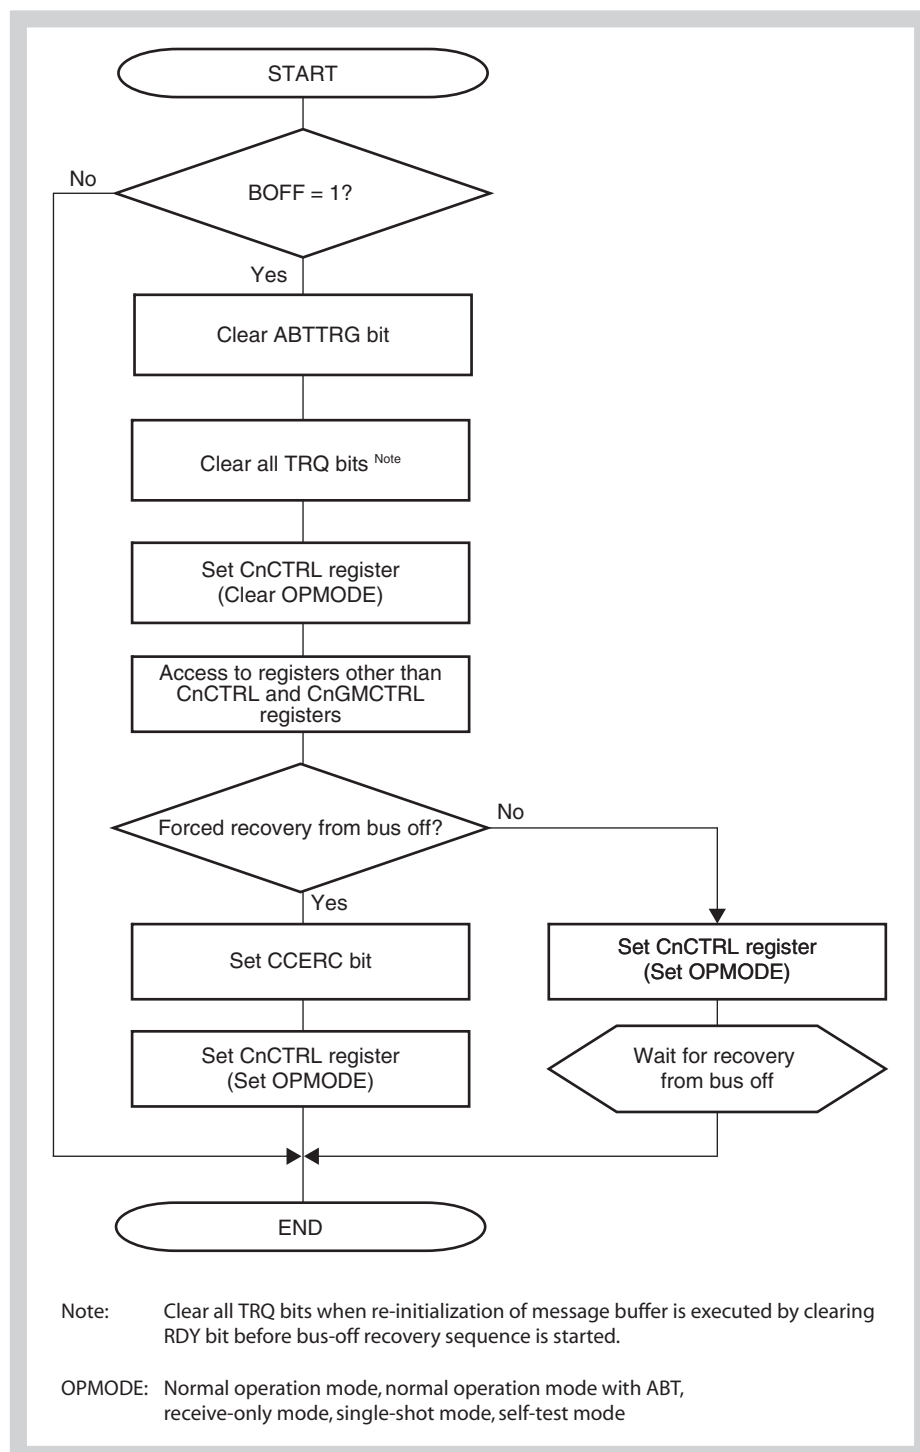 START
No
BOFF = 1?
Yes
Clear ABTTRG bit
Clear all TRQ bits Note
Set CnCTRL register
(Clear OPMODE)
Access to registers other than
CnCTRL and CnGMCTRL
registers
Forced recovery from bus off?
No
Yes
Set CCERC bit
Set CnCTRL register
(Set OPMODE)
Set CnCTRL register
(Set OPMODE)
Wait for recovery
from bus off
END
Note: Clear all TRQ bits when re-initialization of message buffer is executed by clearing
RDY bit before bus-off recovery sequence is started.
OPMODE: Normal operation mode, normal operation mode with ABT,
receive-only mode, single-shot mode, self-test mode